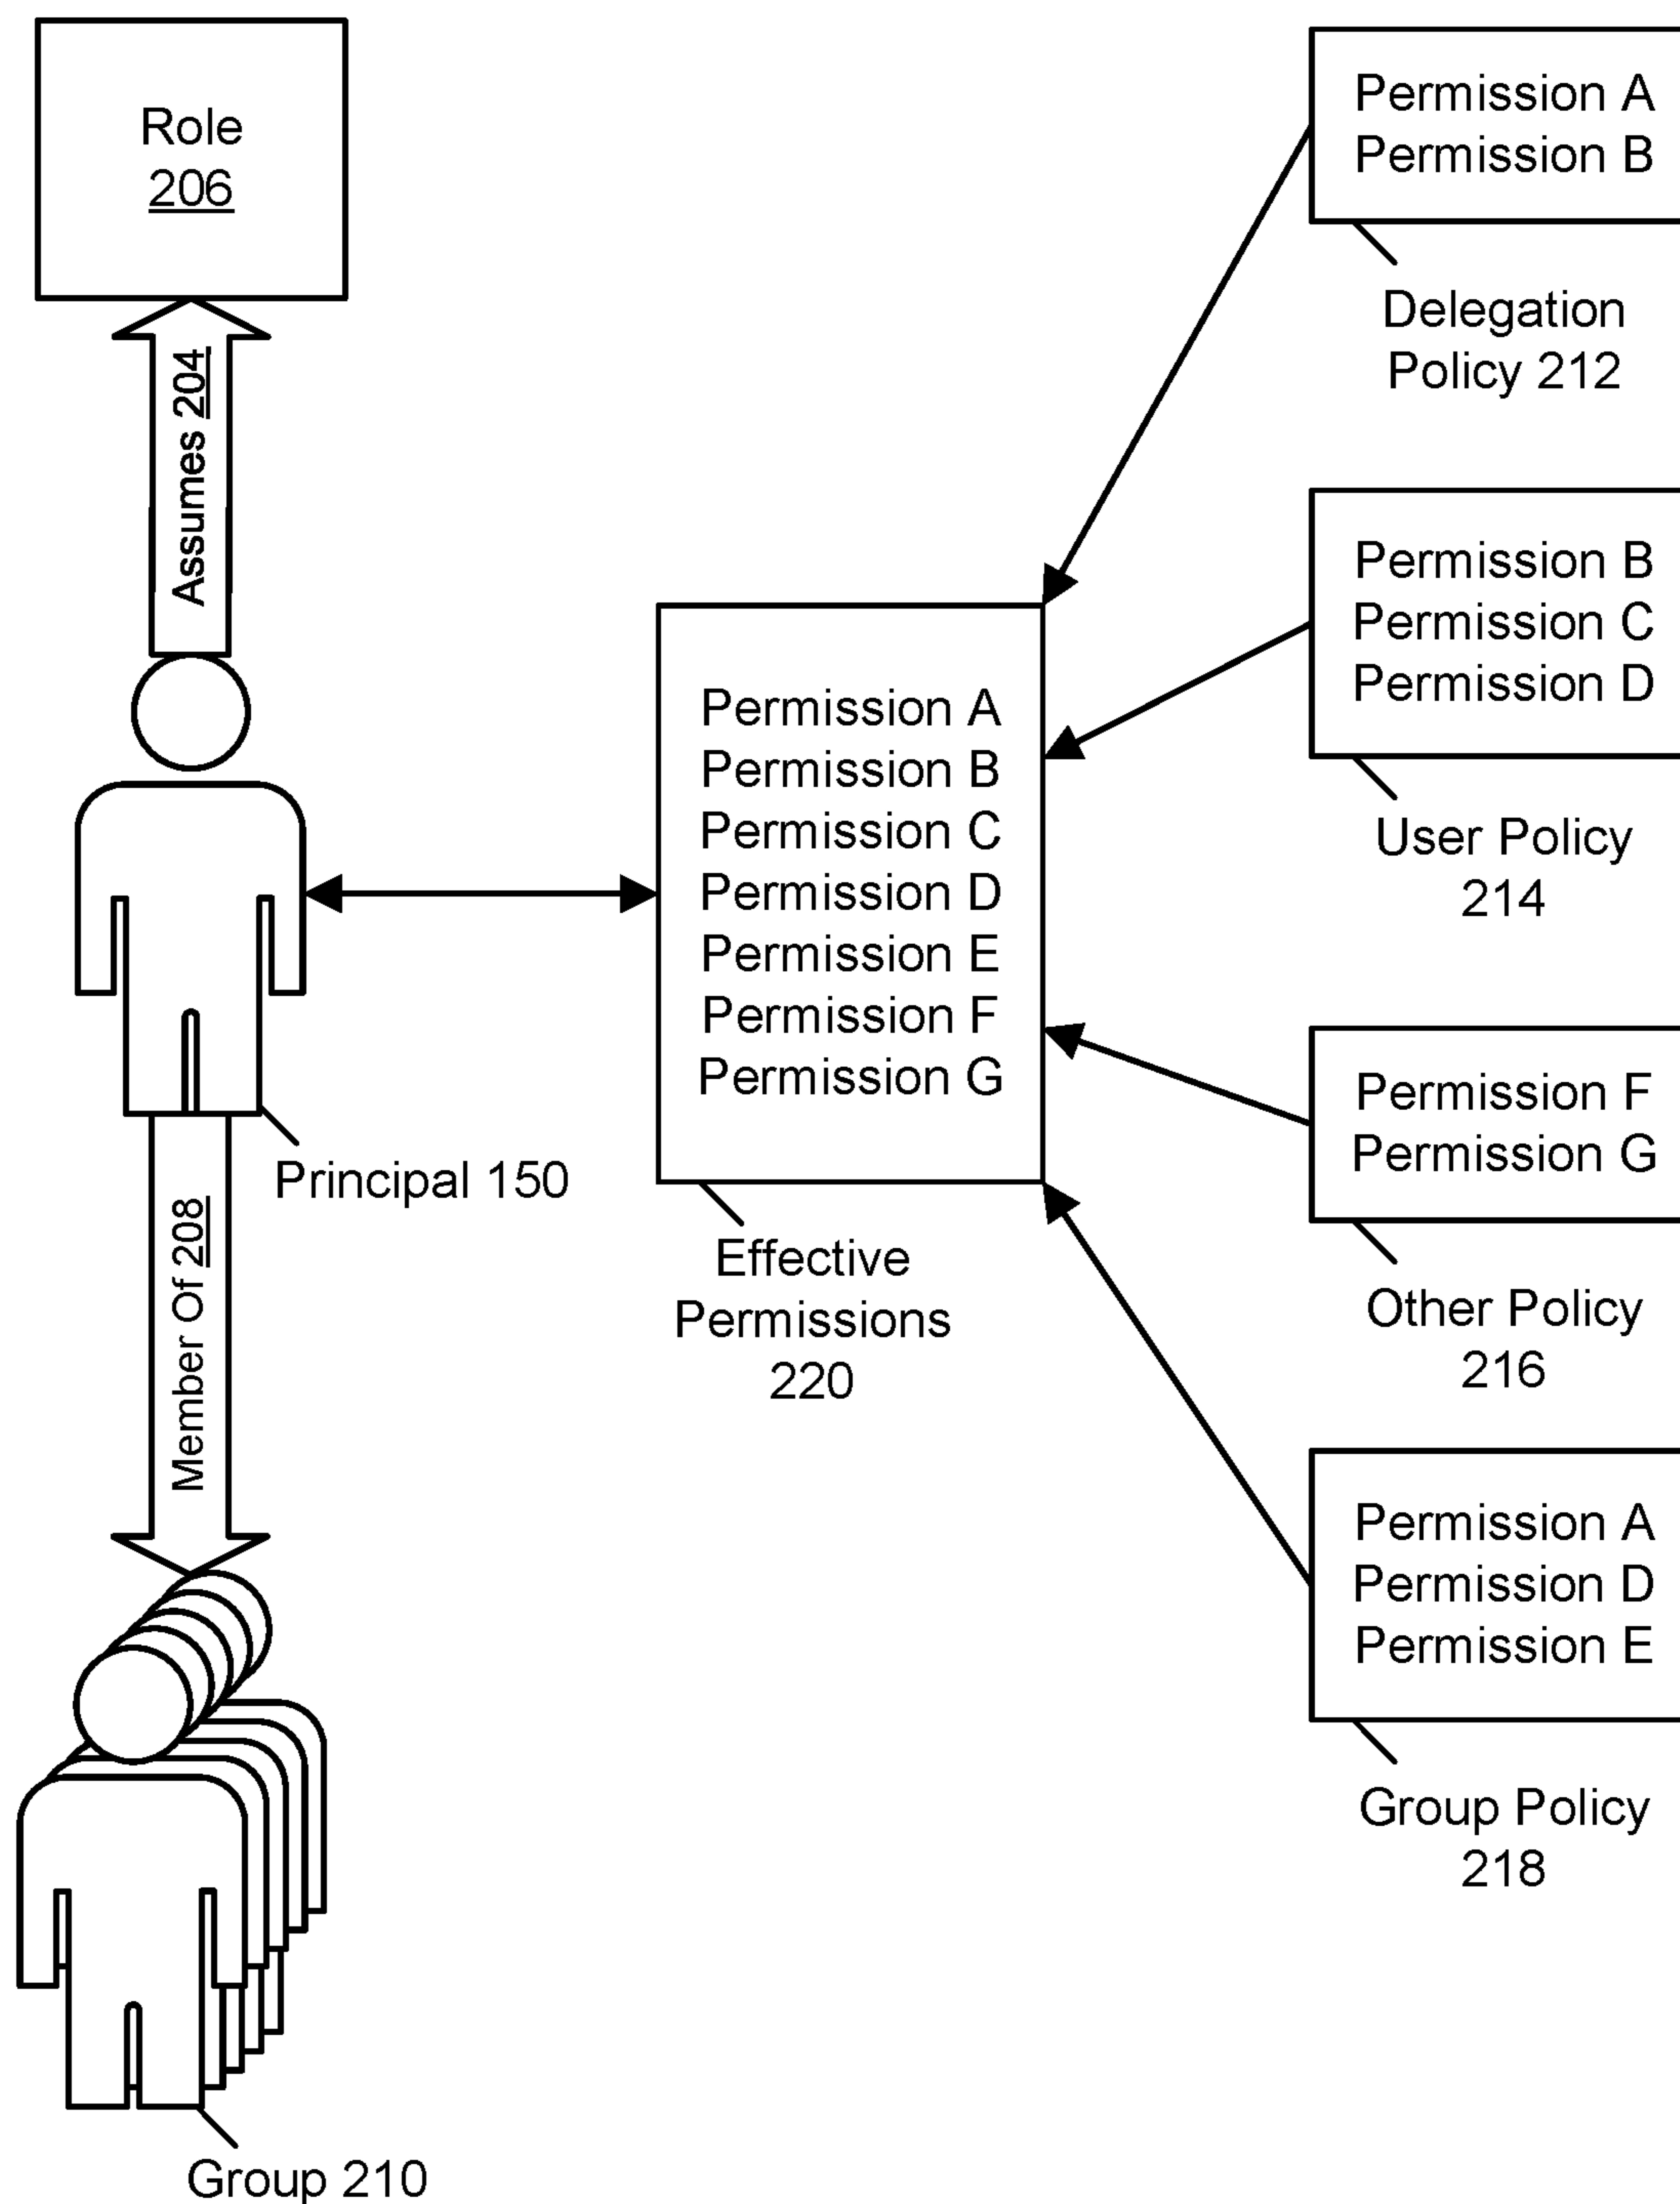 Role
206
Assumes 204
Member Of 208
Principal 150
Group 210
Permission A
Permission B
Permission C
Permission D
Permission E
Permission F
Permission G
Effective
Permissions
220
Permission A
Permission B
Delegation
Policy 212
Permission B
Permission C
Permission D
User Policy
214
Permission F
Permission G
Other Policy
216
Permission A
Permission D
Permission E
Group Policy
218